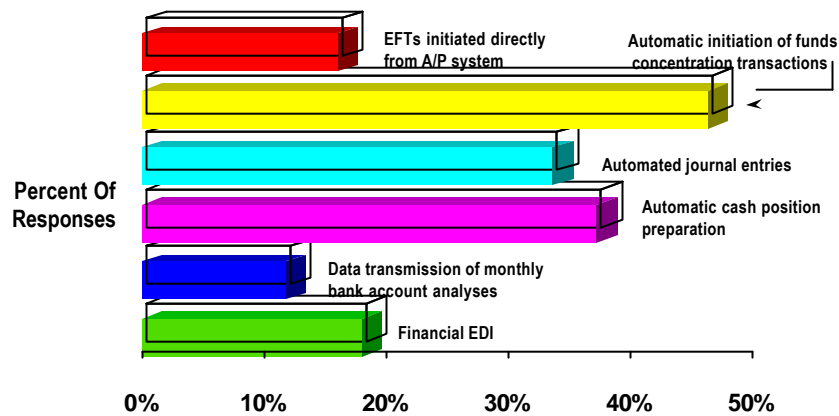 EFTs initiated directly
from A/P system
Automatic initiation of funds
concentration transactions
Automated journal entries
Percent Of
Responses
Automatic cash position
preparation
Data transmission of monthly
bank account analyses
Financial EDI
0% 10% 20% 30% 40% 50%